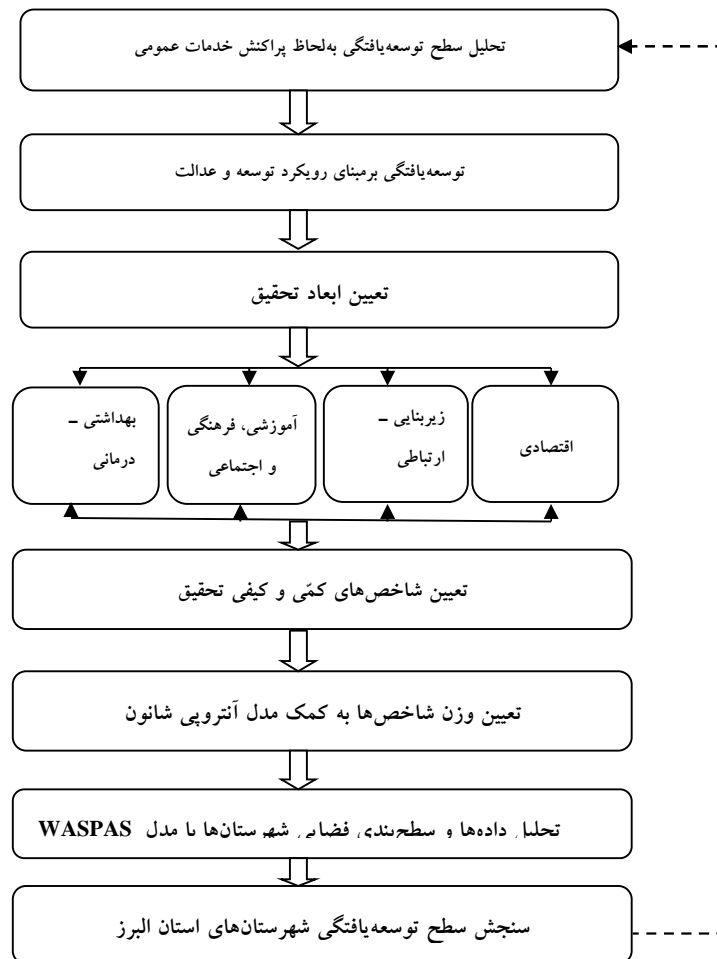 تحلیل سطح توسعه‌یافتگی به‌لحاظ پراکنش خدمات عمومی
توسعه‌یافتگی برمبنای رویکرد توسعه و عدالت
تعیین ابعاد تحقیق
اقتصادی
زیربنایی –
ارتباطی
آموزشی، فرهنگی
و اجتماعی
بهداشتی –
درمانی
تعیین شاخص‌های کمّی و کیفی تحقیق
تعیین وزن شاخص‌ها به کمک مدل آنتروپی شانون
تحلیل داده‌ها و سطح‌بندی فضایی شهرستان‌ها با مدل WASPAS
سنجش سطح توسعه‌یافتگی شهرستان‌های استان البرز